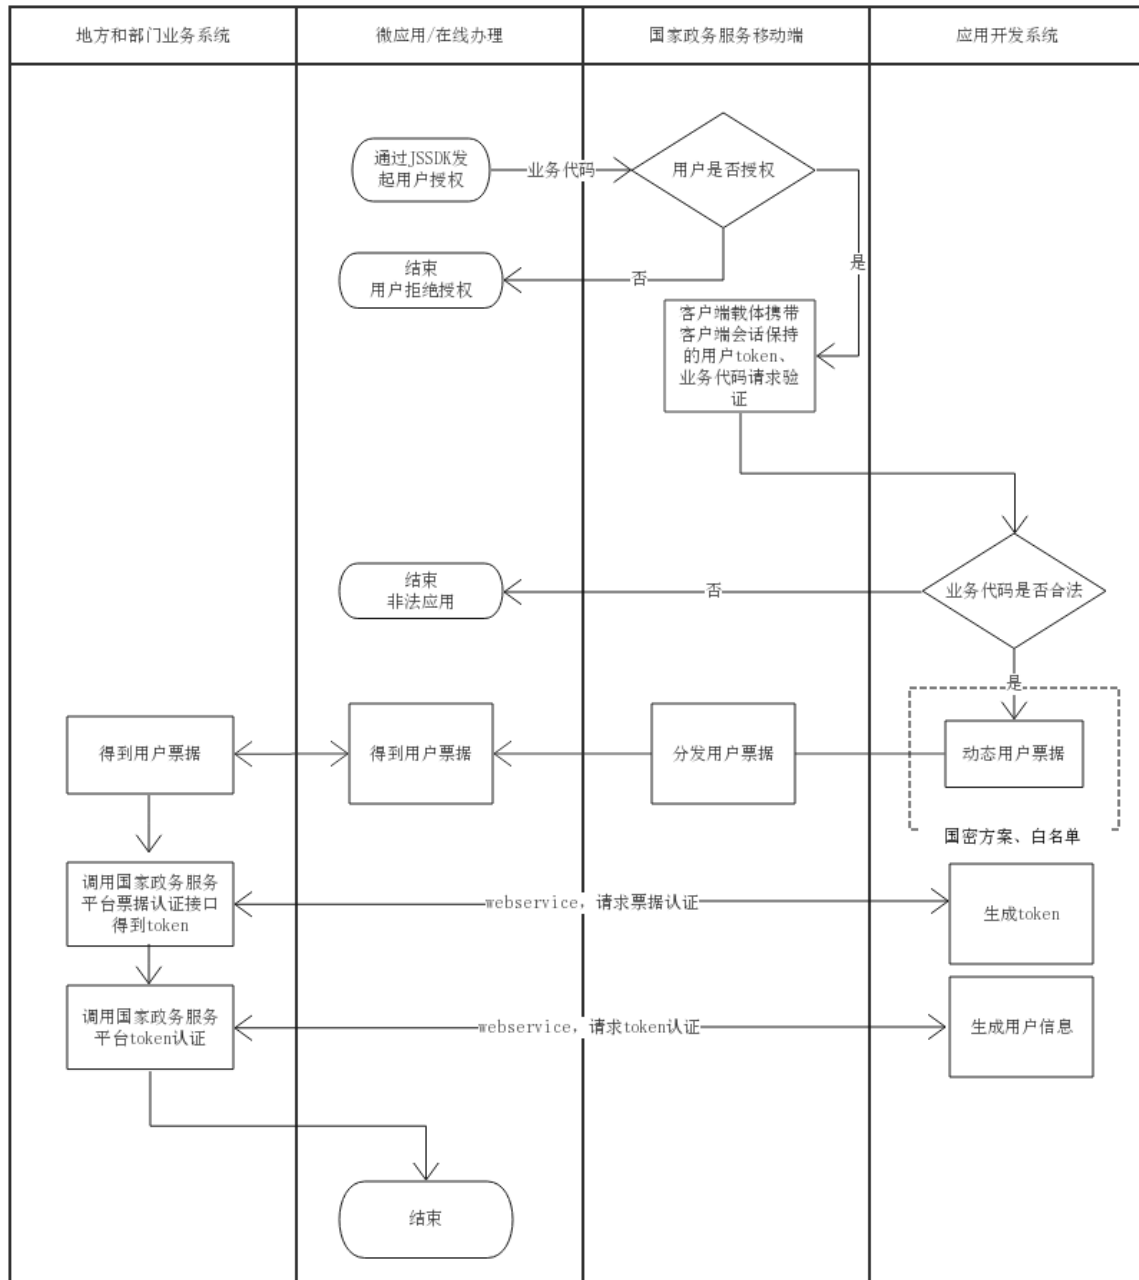 地方和部门业务系统
微应用/在线办理
国家政务服务移动端
应用开发系统
通过JSSDK发
起用户授权
业务代码
用户是否授权
是
否
结束
用户拒绝授权
客户端载体携带
客户端会话保持
的用户token、
业务代码请求验
证
业务代码是否合法
否
结束
非法应用
是
得到用户票据
得到用户票据
分发用户票据
动态用户票据
国密方案、白名单
调用国家政务服务
平台票据认证接口
得到token
webservice，请求票据认证
生成token
调用国家政务服务
平台token认证
webservice，请求token认证
生成用户信息
结束